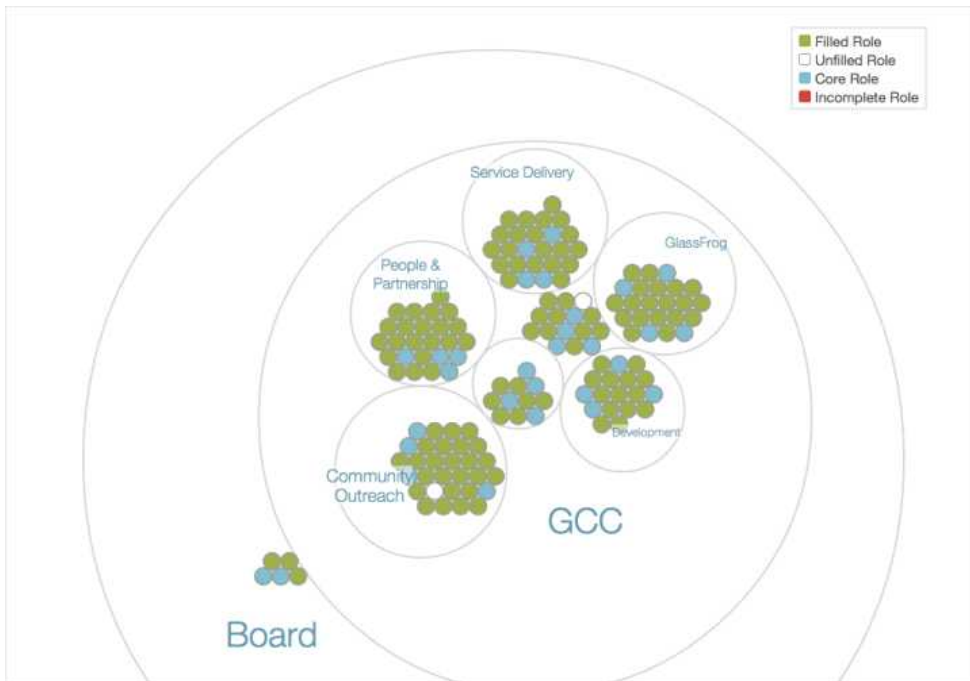 Filled Role
Unfilled Role
Core Role
Incomplete Role
Service Delivery
GlassFrog
People &
Partnership
Development
Community
Outreach
GCC
Board